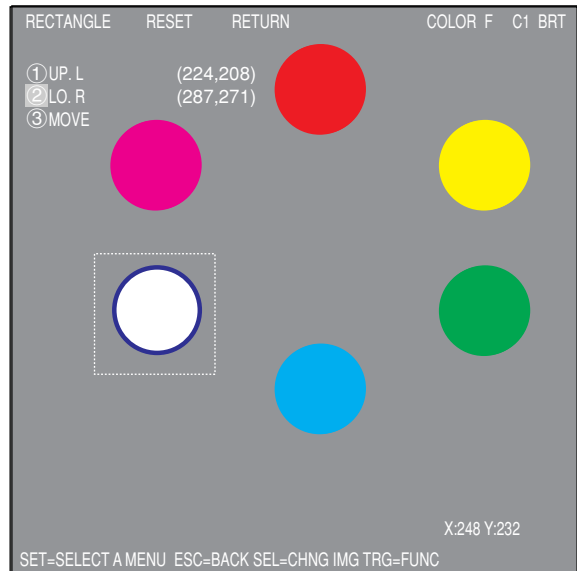 RECTANGLE RESET RETURN COLOR F C1 BRT
①UP. L (224,208)
②LO. R (287,271)
③MOVE
X:248 Y:232
SET=SELECT A MENU ESC=BACK SEL=CHNG IMG TRG=FUNC